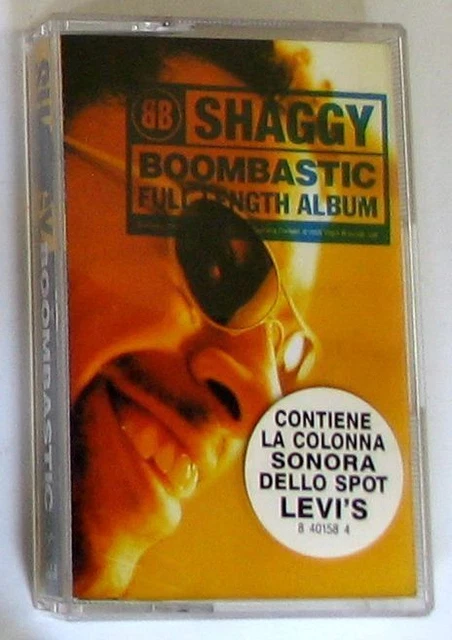 BB
SHAGGY
BOOMBASTIC
FULL LENGTH ALBUM
CONTIENE
LA COLONNA
SONORA
DELLO SPOT
LEVI'S
8 40158 4
BOOMBASTIC